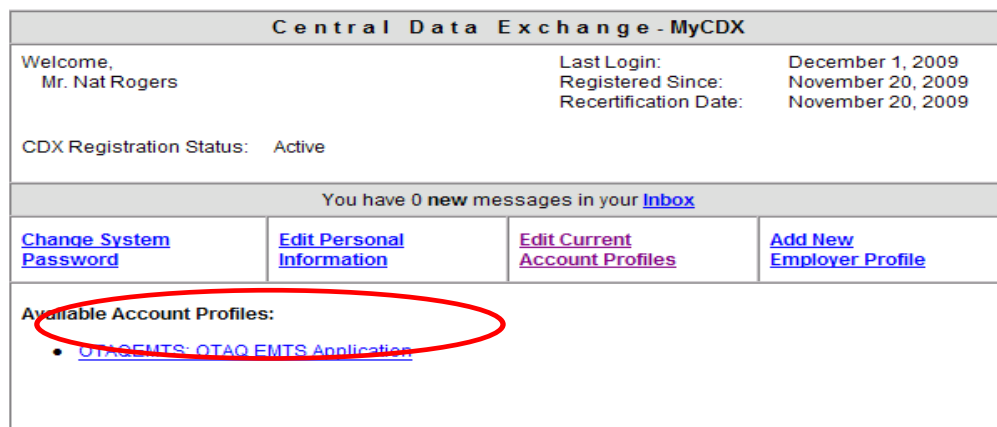 Central Data Exchange - MyCDX
Welcome,
Mr. Nat Rogers
Last Login: December 1, 2009
Registered Since: November 20, 2009
Recertification Date: November 20, 2009
CDX Registration Status: Active
You have 0 new messages in your Inbox
Change System
Password
Edit Personal
Information
Edit Current
Account Profiles
Add New
Employer Profile
Available Account Profiles:
• OTAQEMTS: OTAQ EMTS Application